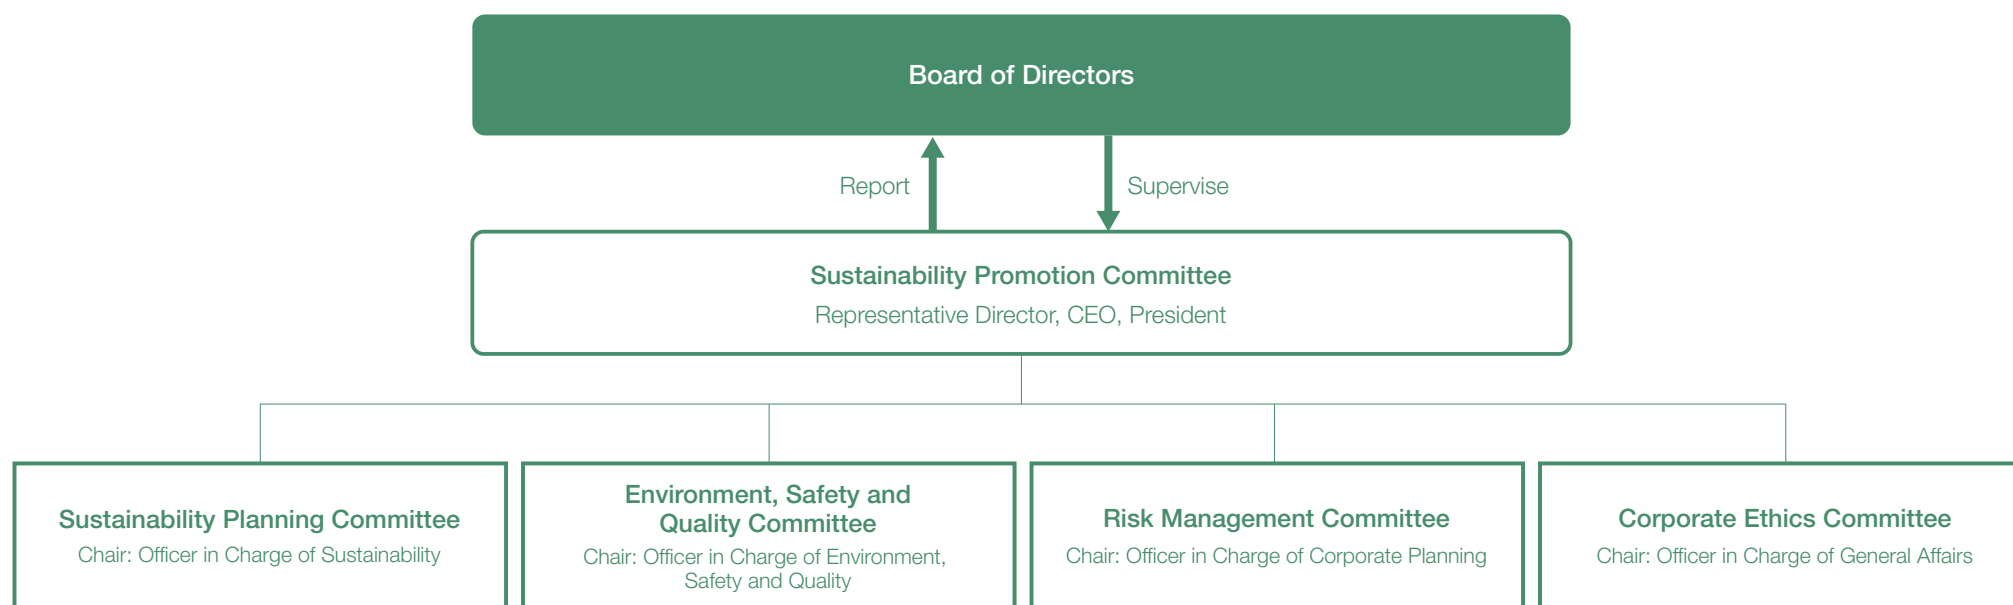 Board of Directors
Report
Supervise
Sustainability Promotion Committee
Representative Director, CEO, President
Sustainability Planning Committee
Chair: Officer in Charge of Sustainability
Environment, Safety and
Quality Committee
Chair: Officer in Charge of Environment,
Safety and Quality
Risk Management Committee
Chair: Officer in Charge of Corporate Planning
Corporate Ethics Committee
Chair: Officer in Charge of General Affairs